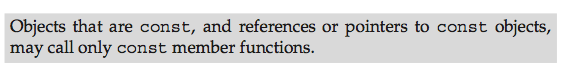 Objects that are const, and references or pointers to const objects,
may call only const member functions.